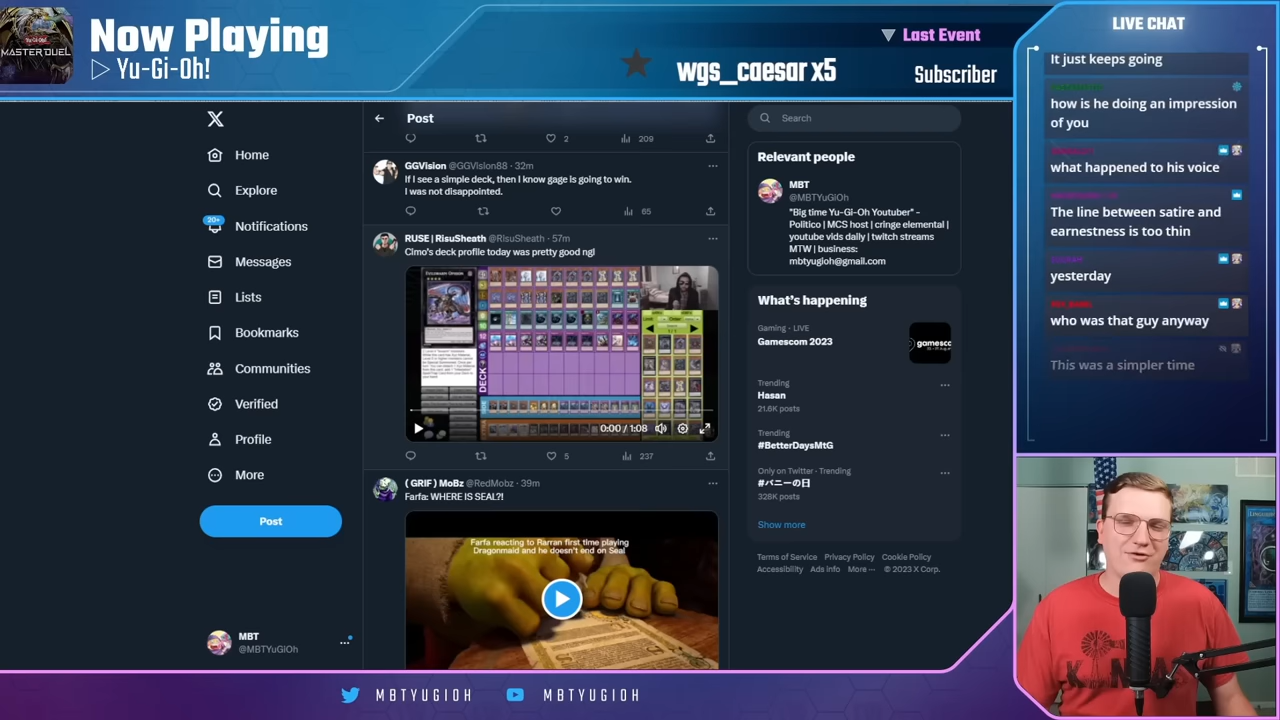 Now Playing
Yu-Gi-Oh!
MASTER DUEL
Last Event
wgs_caesar x5
Subscriber
LIVE CHAT
It just keeps going
how is he doing an impression
of you
what happened to his voice
The line between satire and
earnestness is too thin
yesterday
who was that guy anyway
This was a simpler time
Home
Explore
20+
Notifications
Messages
Lists
Bookmarks
Communities
Verified
Profile
More
Post
MBT
@MBTYuGiOh
Post
2
209
GGVision @GGVision88 · 32m
If I see a simple deck, then I know gage is going to win.
I was not disappointed.
65
RUSE | RisuSheath @RisuSheath · 57m
Cimo's deck profile today was pretty good ngl
DECK
0:00 / 1:08
5
237
( GRIF ) MoBz @RedMobz · 39m
Farfa: WHERE IS SEAL?!
Farfa reacting to Rarran first time playing
Dragonmaid and he doesn't end on Seal
Search
Relevant people
MBT
@MBTYuGiOh
"Big time Yu-Gi-Oh Youtuber" -
Politico | MCS host | cringe elemental |
youtube vids daily | twitch streams
MTW | business:
mbtyugioh@gmail.com
What's happening
Gaming · LIVE
Gamescom 2023
gamesco
Trending
Hasan
21.6K posts
Trending
#BetterDaysMtG
Only on Twitter · Trending
#バニーの日
328K posts
Show more
Terms of Service Privacy Policy Cookie Policy
Accessibility Ads info More ··· © 2023 X Corp.
MBTYUGIOH
MBTYUGIOH